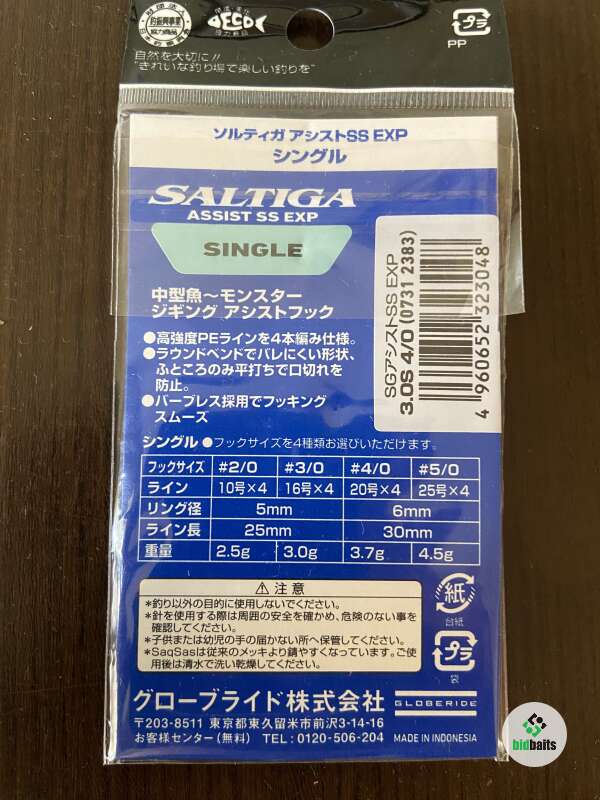 釣振興事業
協力商品
DECO
協力商品
プラ
PP
自然を大切に//
"きれいな釣り場で楽しい釣りを"
ソルティガ アシストSS EXP
シングル
SALTIGA
ASSIST SS EXP
SINGLE
中型魚～モンスター
ジギング アシストフック
●高強度PEラインを4本編み仕様。
●ラウンドベンドでバレにくい形状、
ふところのみ平打ちで口切れを
防止。
●バーブレス採用でフッキング
スムーズ
SGアシストSS EXP
3.0S 4/0 (0731 2383)
4 960652 323048
シングル ●フックサイズを4種類お選びいただけます。
フックサイズ #2/0 #3/0 #4/0 #5/0
ライン 10号×4 16号×4 20号×4 25号×4
リング径 5mm 6mm
ライン長 25mm 30mm
重量 2.5g 3.0g 3.7g 4.5g
⚠注意
*釣り以外の目的に使用しないでください。
*針を使用する際は周囲の安全を確かめ、危険のない事を
確認してください。
*子供または幼児の手の届かない所へ保管してください。
*SaqSasは従来のメッキより錆やすくなっています。ご使
用後は清水で洗い乾燥してください。
紙
台紙
プラ
袋
グローブライド株式会社
GLOBERIDE
〒203-8511 東京都東久留米市前沢3-14-16
お客様センター(無料) TEL:0120-506-204
MADE IN INDONESIA
bidbaits